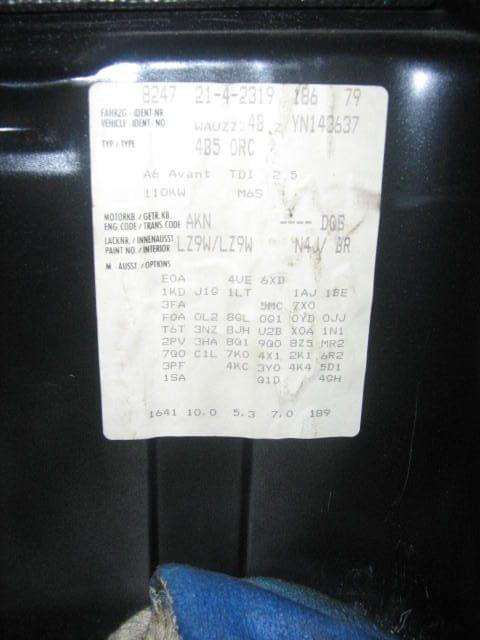 8247 21-4-2319 186 79
FAHRZG.-IDENT-NR.
VEHICLE IDENT NO. WAUZZZ4B Z YN143637
TYP/TYPE 4B5 0RC
A6 Avant TDI 2.5
110KW M6S
MOTORKB./GETR.KB.
ENG.CODE/TRANS.CODE AKN ---- DQS
LACKNR./INNENAUSST.
PAINT NO./INTERIOR LZ9W/LZ9W N4J/ BR
M.-AUSST./OPTIONS
E0A 4UE 6XD
1KD J1G 1LT 1AJ 1BE
3FA 5MC 7X0
F0A 0L2 8GL 0G1 0YD 0JJ
T6T 3NZ 8JH U2B X0A 1N1
2PV 3HA 8Q1 9Q0 8Z5 MR2
7Q0 C1L 7K0 4X1 2K1 6R2
3PF 4KC 3Y0 4K4 5D1
1SA Q1D 4GH
1641 10.0 5.3 7.0 189